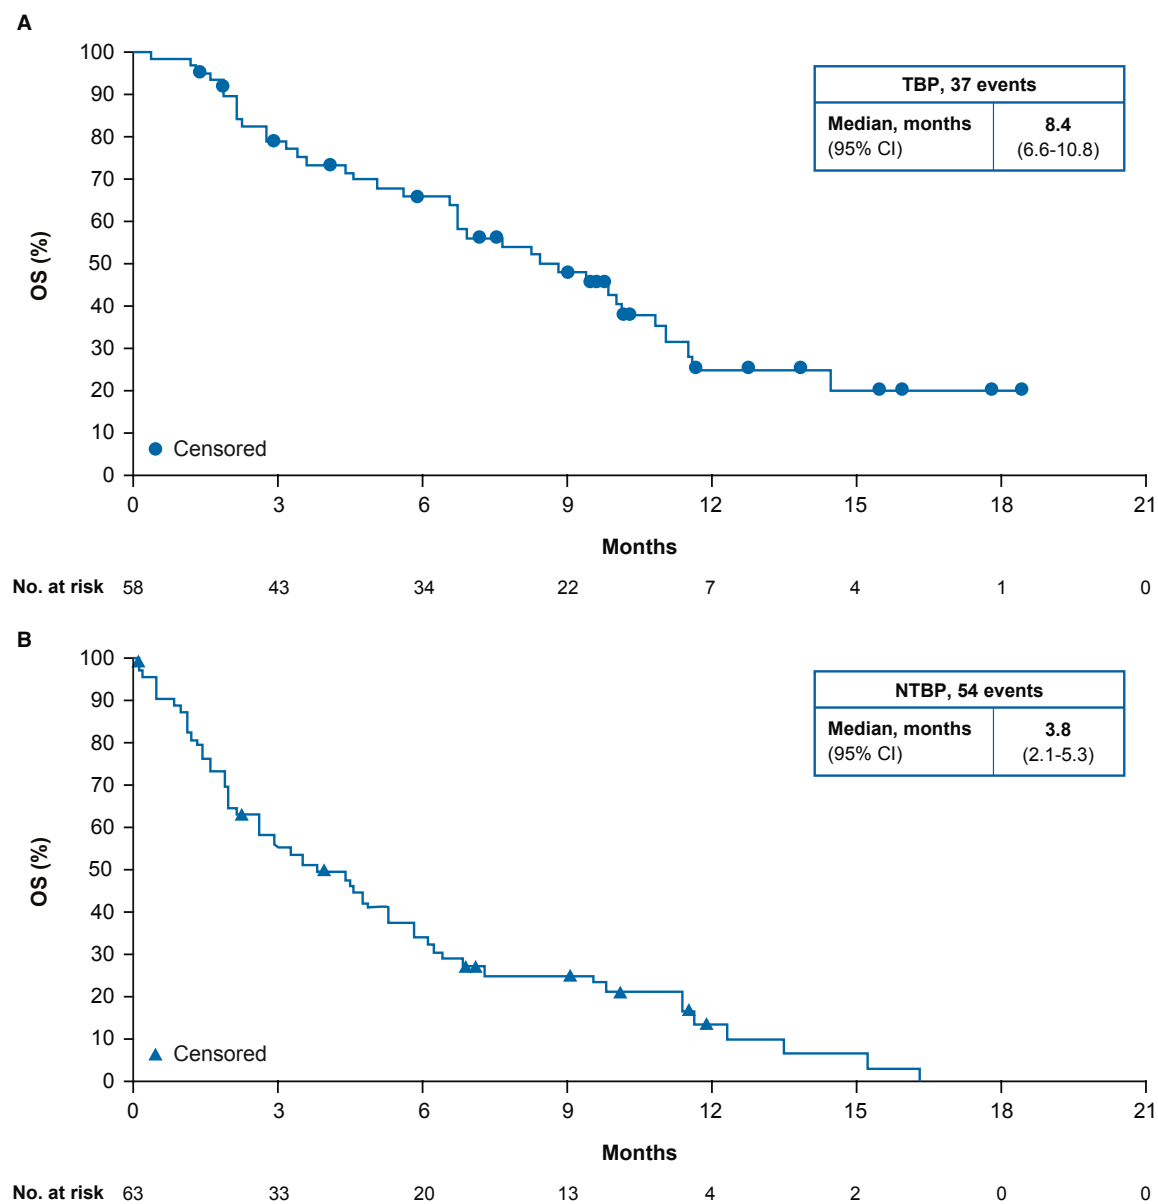 A
100
90
80
70
60
50
40
30
20
10
0
OS (%)
TBP, 37 events
Median, months 8.4
(95% CI) (6.6-10.8)
Censored
0 3 6 9 12 15 18 21
Months
No. at risk 58 43 34 22 7 4 1 0
B
100
90
80
70
60
50
40
30
20
10
0
OS (%)
NTBP, 54 events
Median, months 3.8
(95% CI) (2.1-5.3)
Censored
0 3 6 9 12 15 18 21
Months
No. at risk 63 33 20 13 4 2 0 0